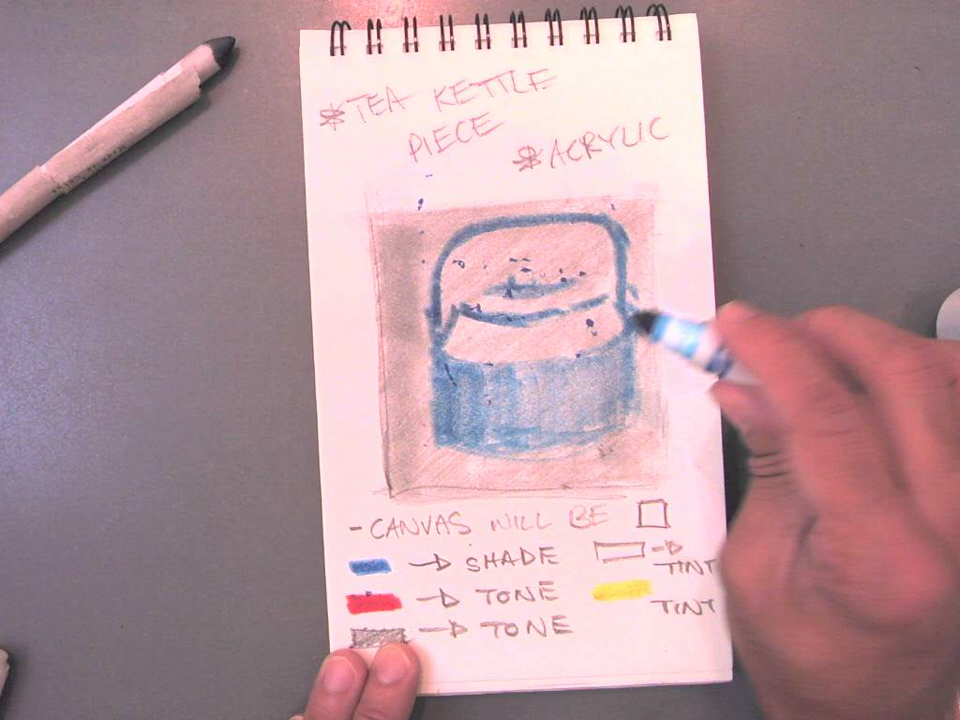 *TEA KETTLE
PIECE
*ACRYLIC
- CANVAS WILL BE □
→ SHADE
→ TINT
→ TONE
TINT
→ TONE